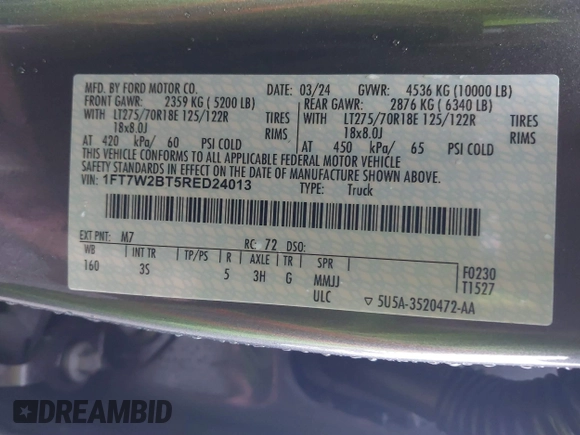 MFD. BY FORD MOTOR CO. 03/24 GVWR: 4536 KG (10000 LB)
FRONT GAWR: 2359 KG ( 5200 LB) REAR GAWR: 2876 KG ( 6340 LB)
WITH LT275/70R18E 125/122R TIRES WITH LT275/70R18E 125/122R TIRES
18x8.0J RIMS 18x8.0J RIMS
AT 420 kPa/ 60 PSI COLD AT 450 kPa/ 65 PSI COLD
THIS VEHICLE CONFORMS TO ALL APPLICABLE FEDERAL MOTOR VEHICLE
SAFETY STANDARDS IN EFFECT ON THE DATE OF MANUFACTURE SHOWN ABOVE.
VIN: 1FT7W2BT5RED24013 TYPE: Truck
EXT PNT: M7 RC: 72 DSO:
WB INT TR TP/PS R AXLE TR SPR F0230
160 3S 5 3H G MMJJ T1527
ULC ▽ 5U5A-3520472-AA
DREAMBID